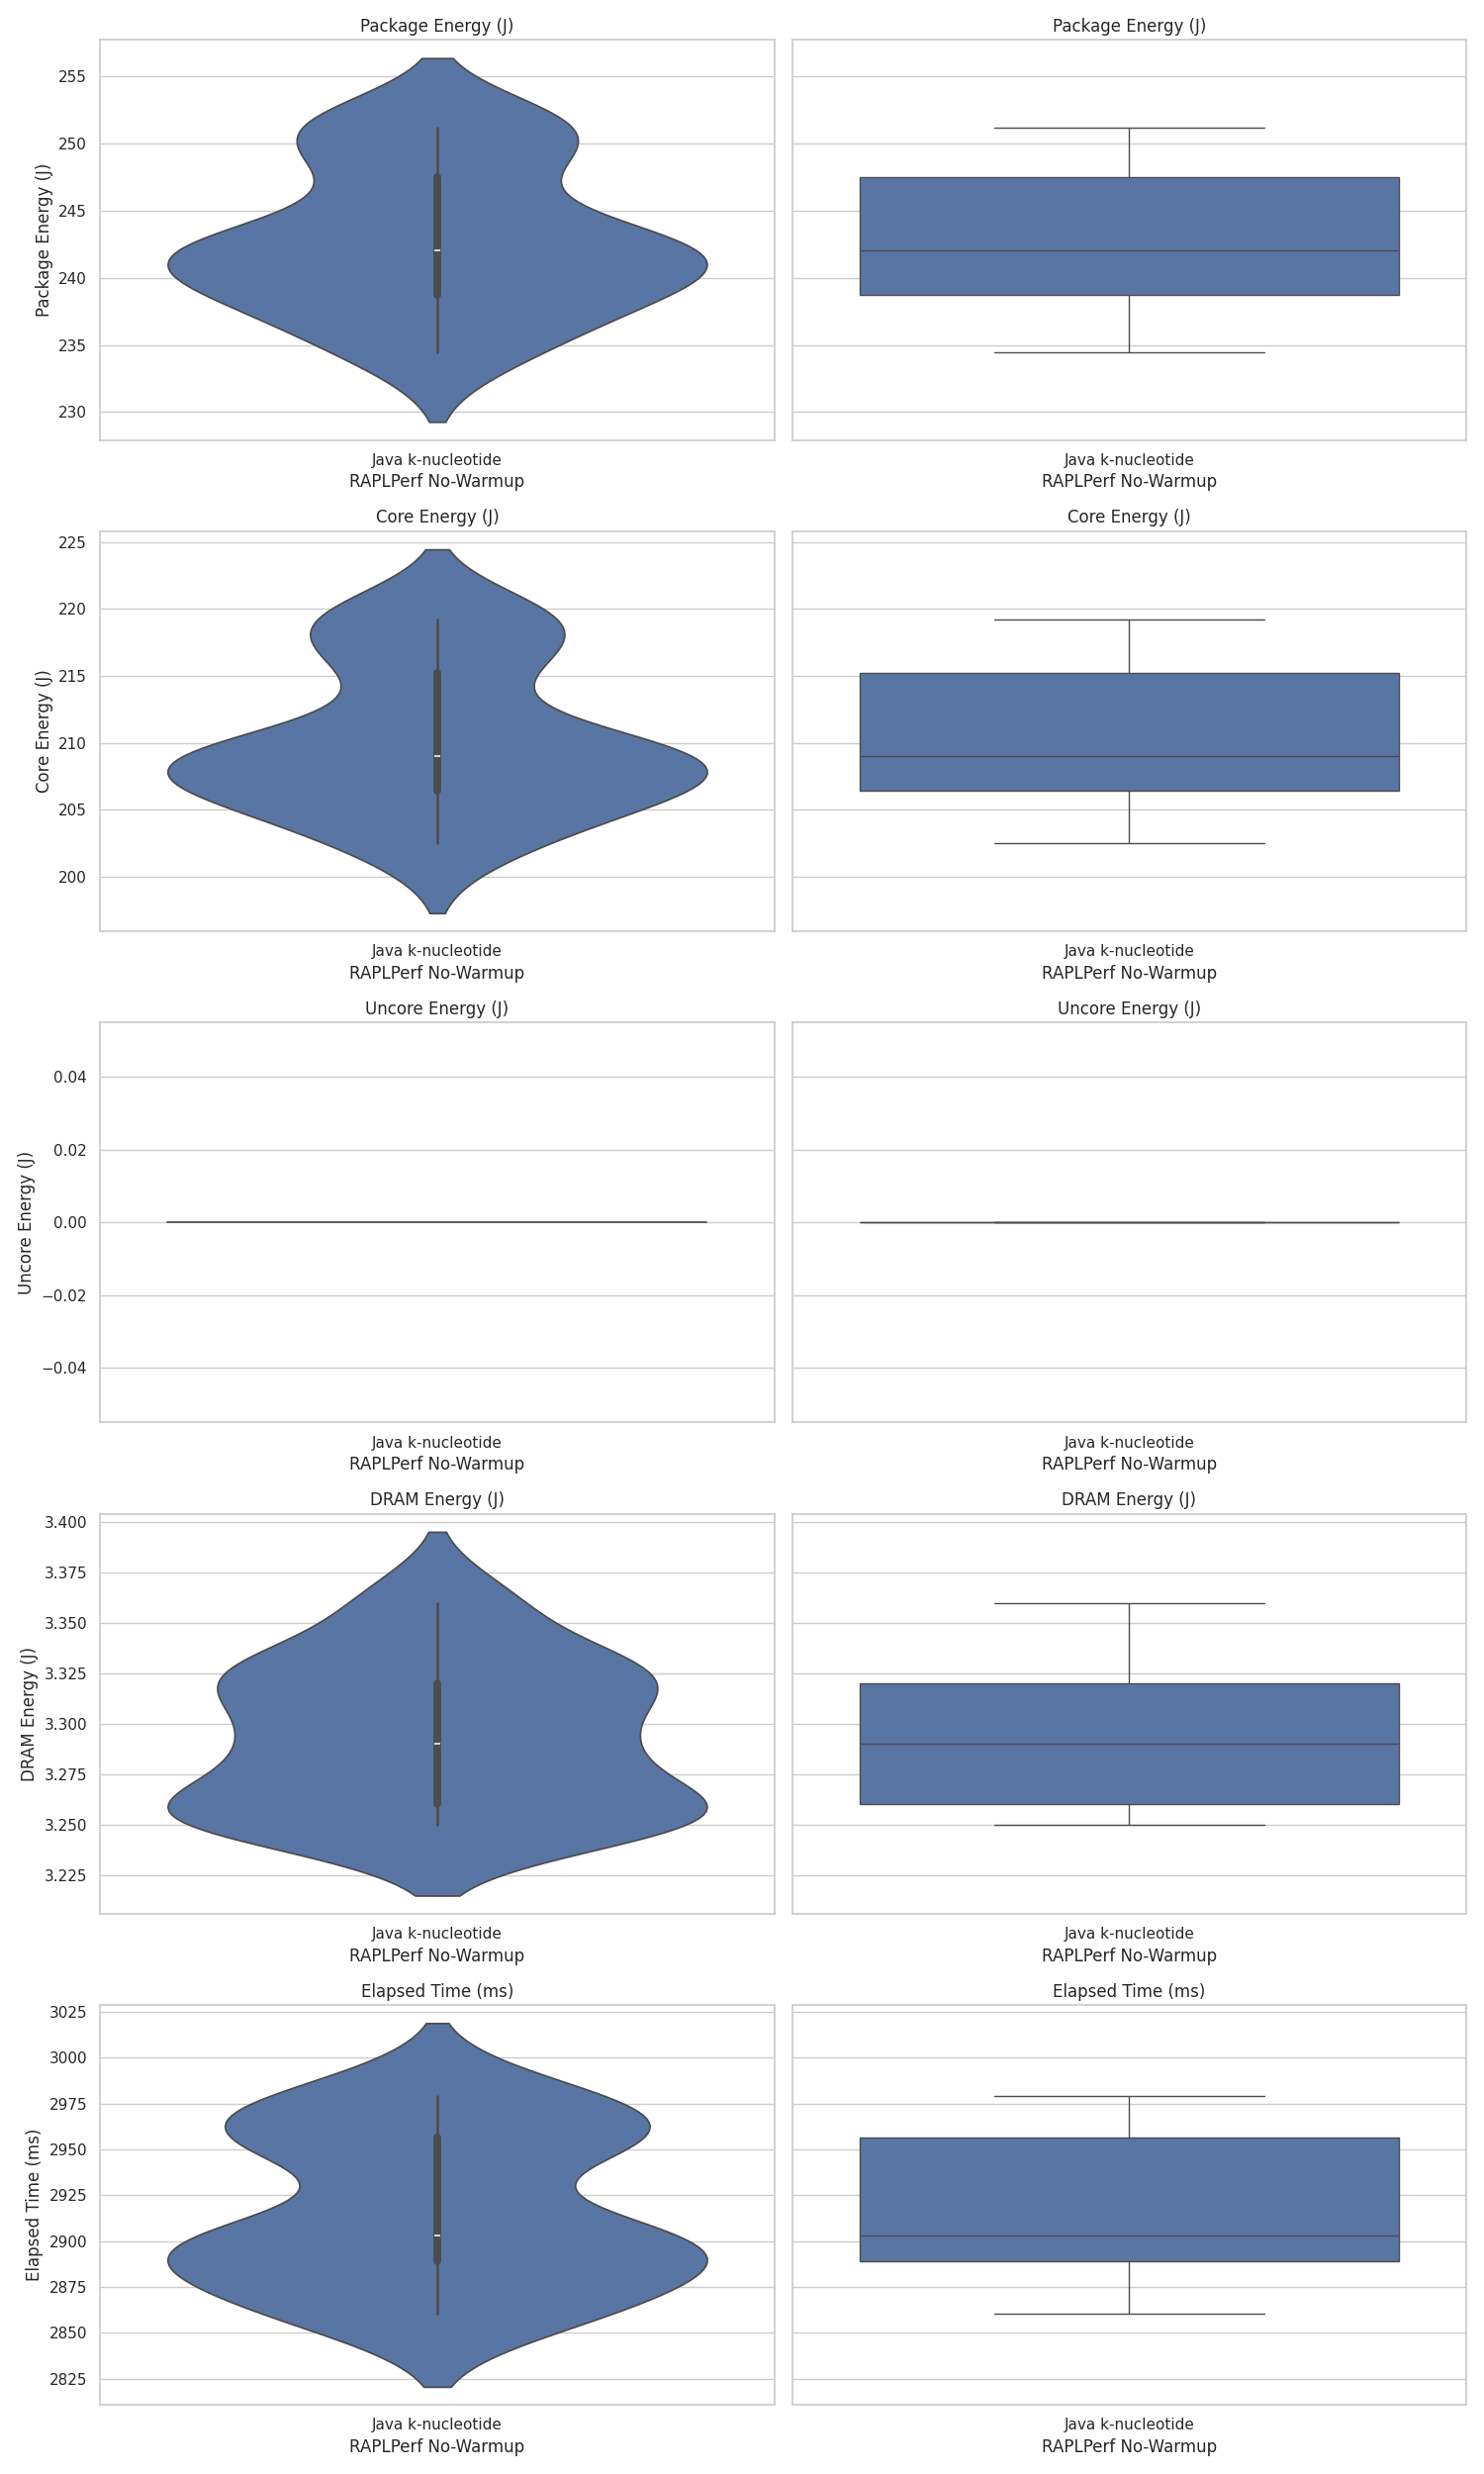 Package Energy (J)
Package Energy (J)
Package Energy (J)
255
250
245
240
235
230
Java k-nucleotide
Java k-nucleotide
RAPLPerf No-Warmup
RAPLPerf No-Warmup
Core Energy (J)
Core Energy (J)
Core Energy (J)
225
220
215
210
205
200
Java k-nucleotide
Java k-nucleotide
RAPLPerf No-Warmup
RAPLPerf No-Warmup
Uncore Energy (J)
Uncore Energy (J)
Uncore Energy (J)
0.04
0.02
0.00
−0.02
−0.04
Java k-nucleotide
Java k-nucleotide
RAPLPerf No-Warmup
RAPLPerf No-Warmup
DRAM Energy (J)
DRAM Energy (J)
DRAM Energy (J)
3.400
3.375
3.350
3.325
3.300
3.275
3.250
3.225
Java k-nucleotide
Java k-nucleotide
RAPLPerf No-Warmup
RAPLPerf No-Warmup
Elapsed Time (ms)
Elapsed Time (ms)
Elapsed Time (ms)
3025
3000
2975
2950
2925
2900
2875
2850
2825
Java k-nucleotide
Java k-nucleotide
RAPLPerf No-Warmup
RAPLPerf No-Warmup